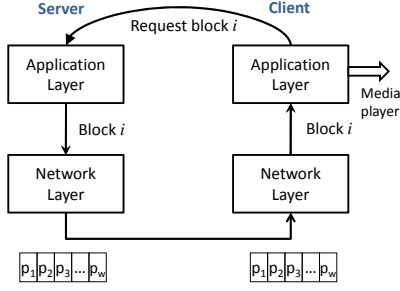 Server
Client
Request block i
Application
Layer
Application
Layer
Media
player
Block i
Block i
Network
Layer
Network
Layer
p1 p2 p3 ... pw
p1 p2 p3 ... pw